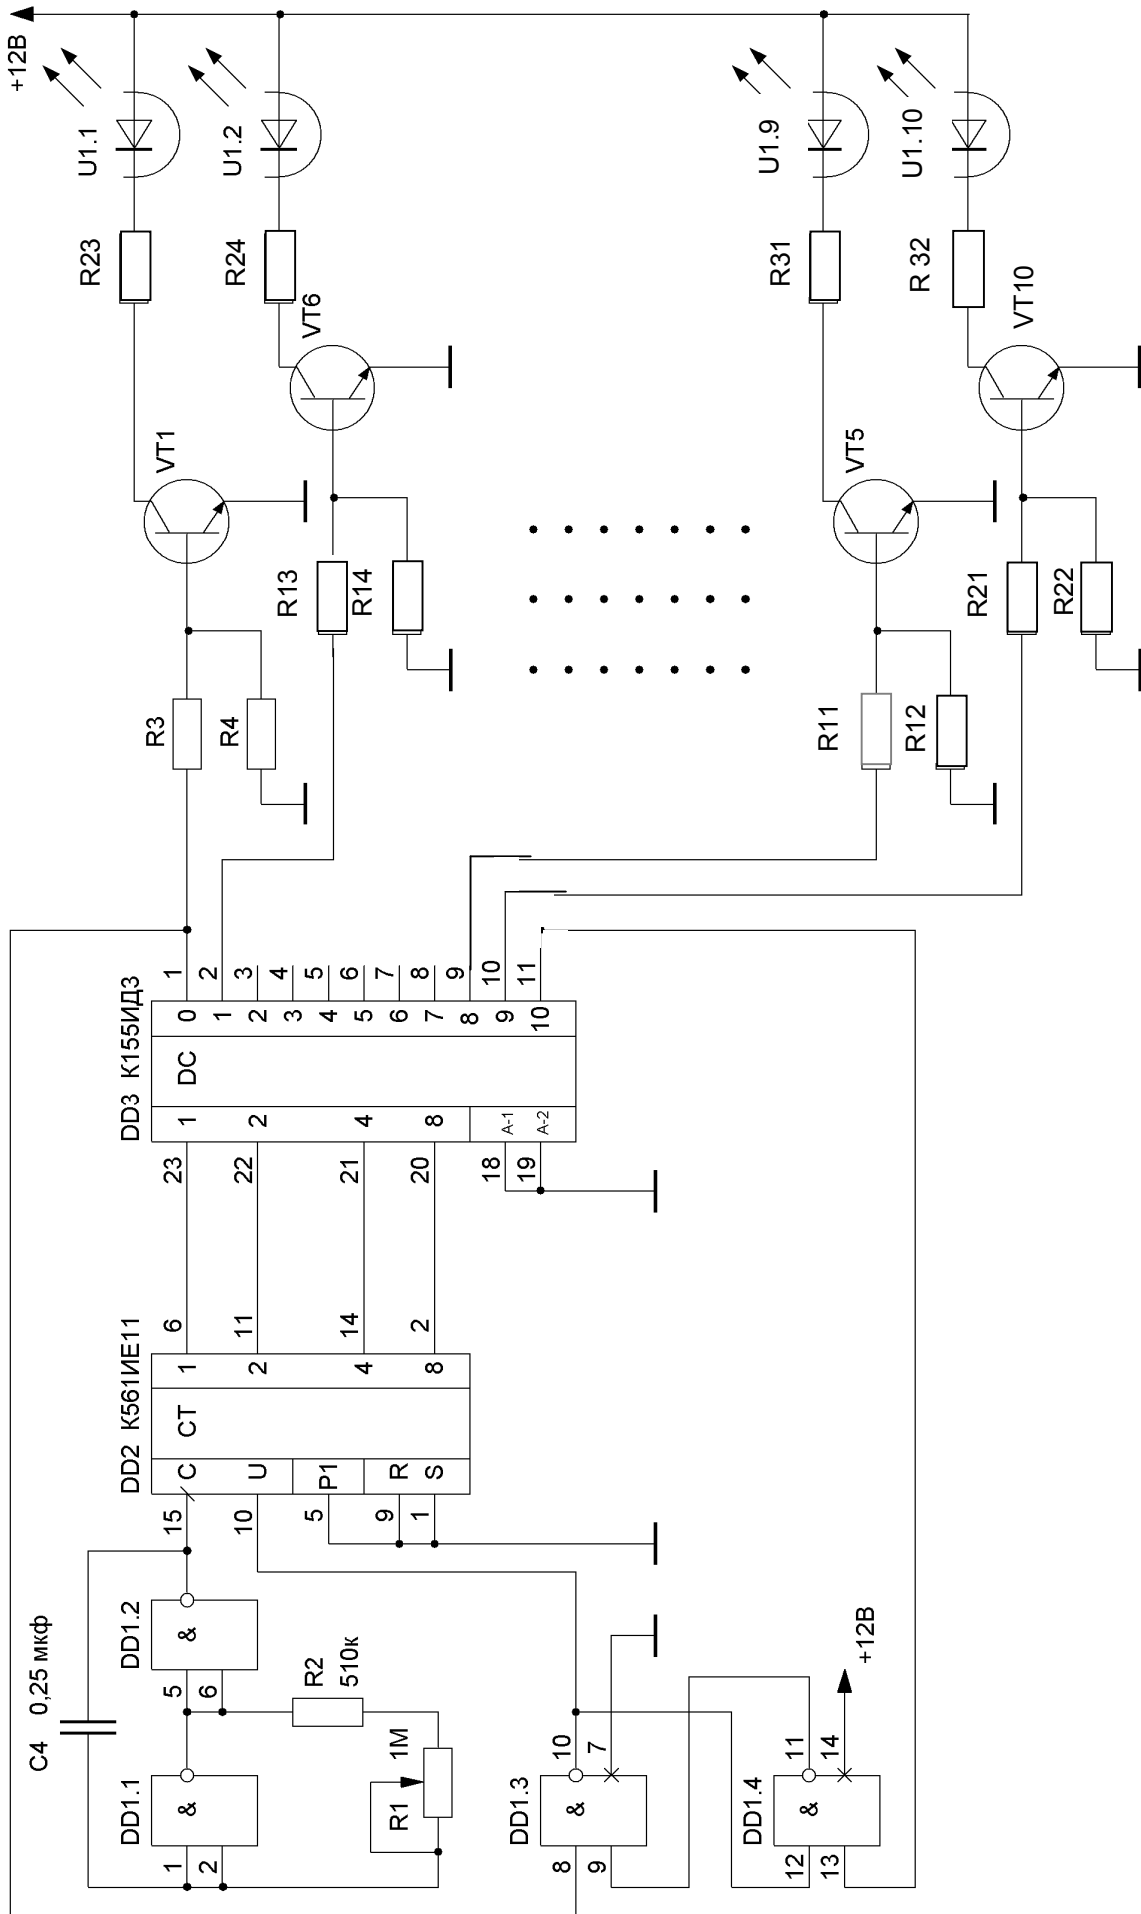 +12В
U1.1
U1.2
U1.9
U1.10
R23
R24
R31
R 32
VT1
VT6
VT5
VT10
R13
R14
R21
R22
R3
R4
R11
R12
1
2
3
4
5
6
7
8
9
10
11
DD3 К155ИД3
0
1
2
3
4
5
6
7
8
9
10
DC
1
2
4
8
A-1
A-2
23
22
21
20
18
19
6
11
14
2
DD2 К561ИЕ11
1
2
4
8
CT
C
U
P1
R
S
15
10
5
9
1
C4 0,25 мкф
DD1.2
&
5
6
R2
510к
DD1.1
&
1
2
R1
1М
DD1.3
&
10
7
8
9
DD1.4
&
11
14
12
13
+12В